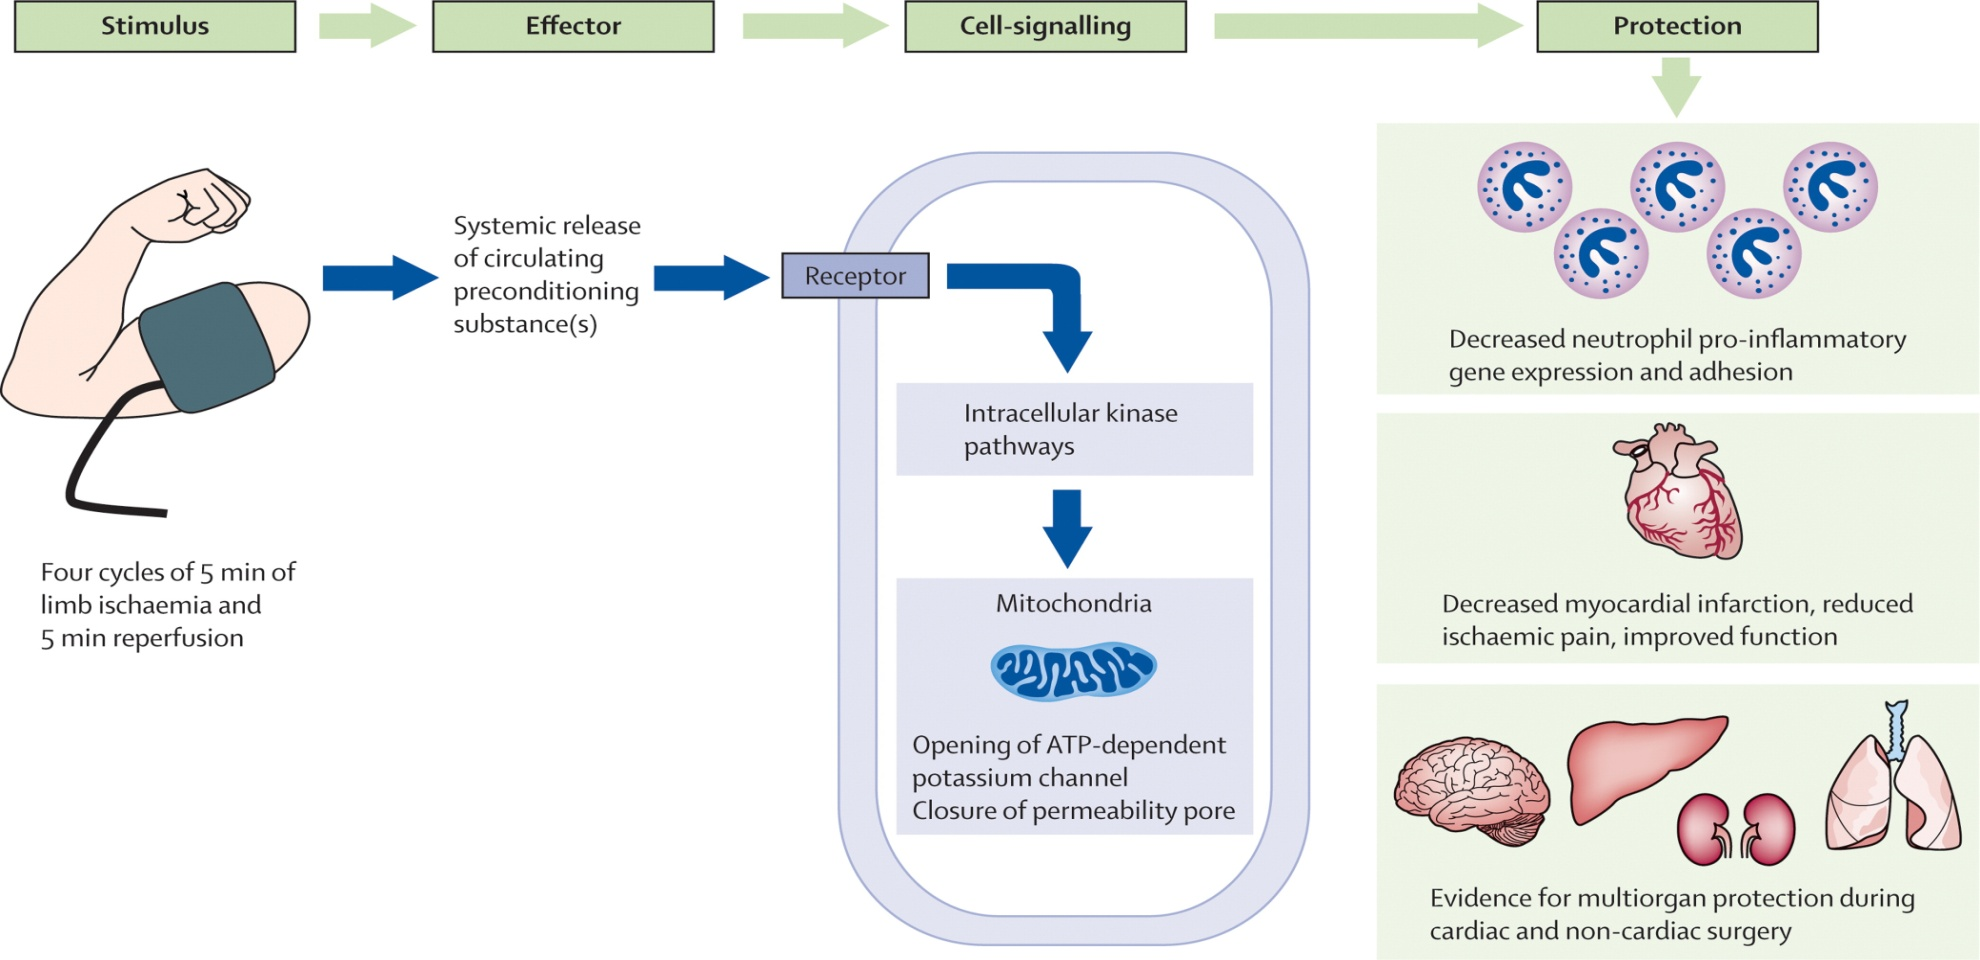 Stimulus
Effector
Cell-signalling
Protection
Four cycles of 5 min of
limb ischaemia and
5 min reperfusion
Systemic release
of circulating
preconditioning
substance(s)
Receptor
Intracellular kinase
pathways
Mitochondria
Opening of ATP-dependent
potassium channel
Closure of permeability pore
Decreased neutrophil pro-inflammatory
gene expression and adhesion
Decreased myocardial infarction, reduced
ischaemic pain, improved function
Evidence for multiorgan protection during
cardiac and non-cardiac surgery